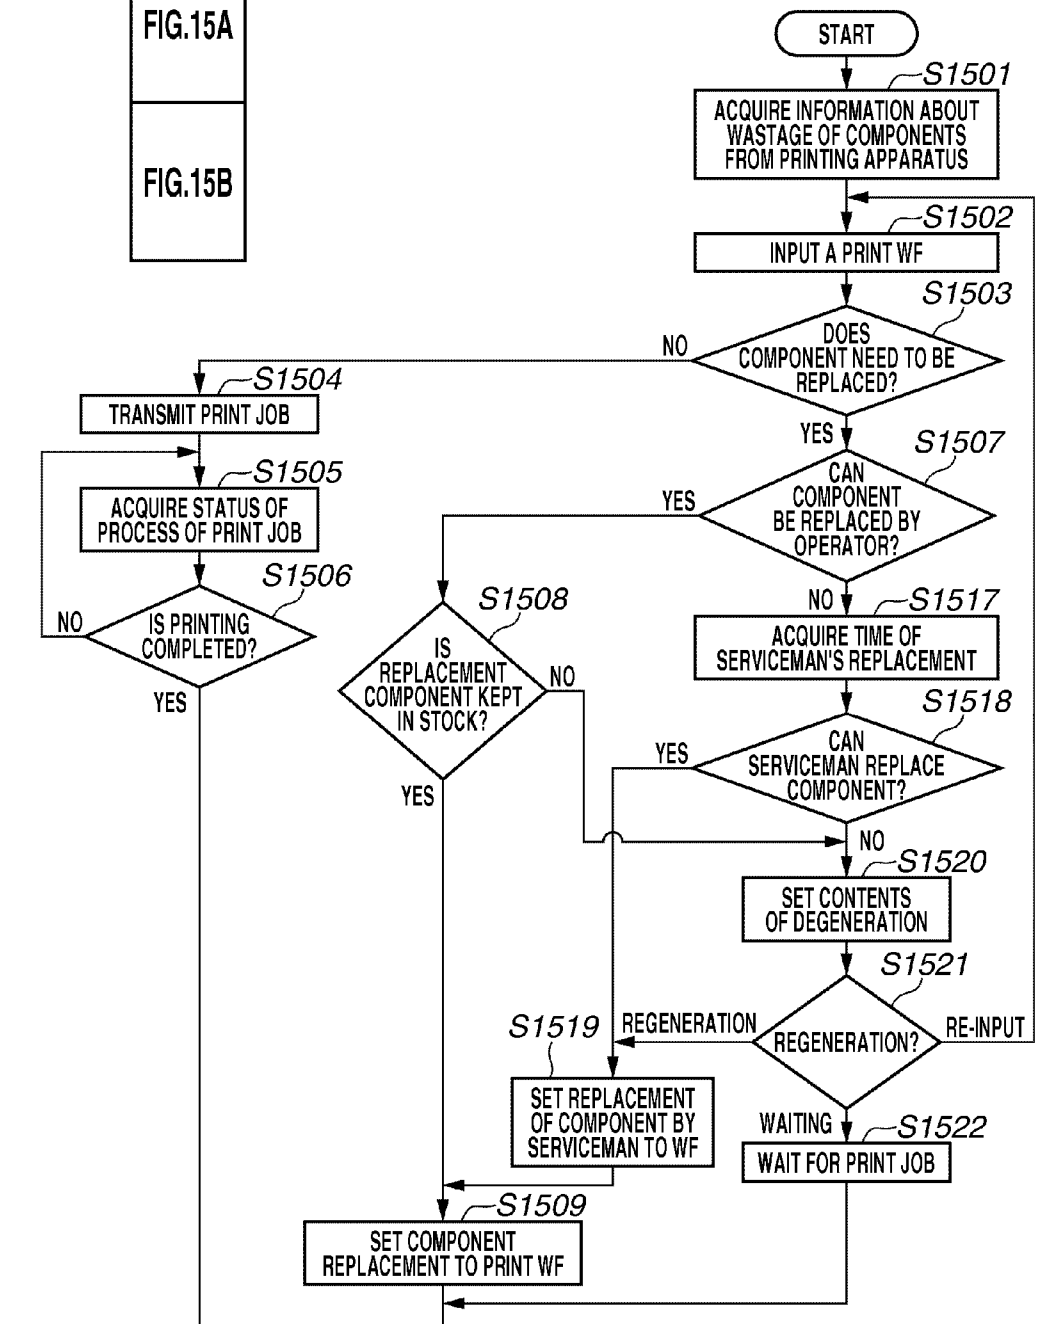 FIG.15A
FIG.15B
START
S1501
ACQUIRE INFORMATION ABOUT
WASTAGE OF COMPONENTS
FROM PRINTING APPARATUS
S1502
INPUT A PRINT WF
S1503
DOES
COMPONENT NEED TO BE
REPLACED?
NO
YES
S1504
TRANSMIT PRINT JOB
S1505
ACQUIRE STATUS OF
PROCESS OF PRINT JOB
S1506
IS PRINTING
COMPLETED?
NO
YES
S1507
CAN
COMPONENT
BE REPLACED BY
OPERATOR?
YES
NO
S1508
IS
REPLACEMENT
COMPONENT KEPT
IN STOCK?
NO
YES
S1517
ACQUIRE TIME OF
SERVICEMAN'S REPLACEMENT
S1518
CAN
SERVICEMAN REPLACE
COMPONENT?
YES
NO
S1520
SET CONTENTS
OF DEGENERATION
S1521
REGENERATION?
REGENERATION
RE-INPUT
WAITING
S1519
SET REPLACEMENT
OF COMPONENT BY
SERVICEMAN TO WF
S1522
WAIT FOR PRINT JOB
S1509
SET COMPONENT
REPLACEMENT TO PRINT WF